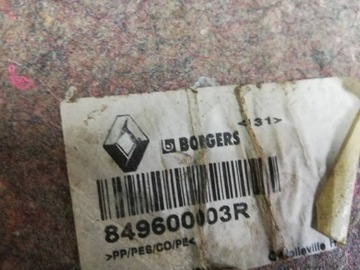 BORGERS
<31>
849600003R
>PP/PES/CO/PE<